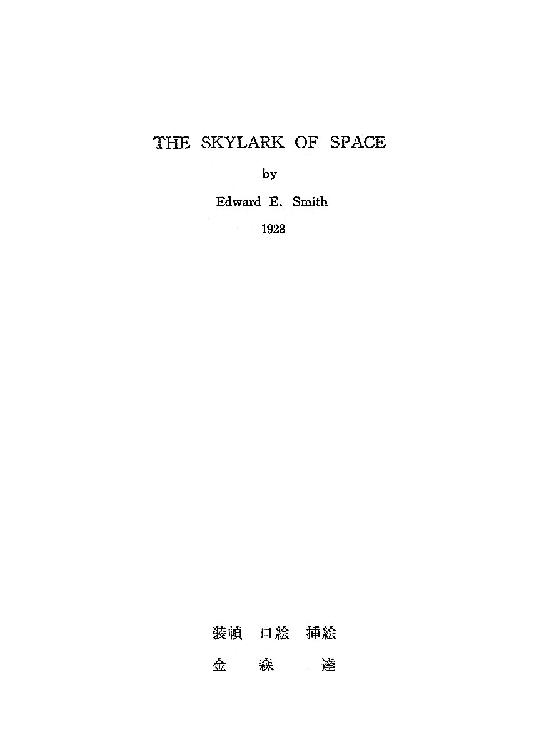 THE SKYLARK OF SPACE
by
Edward E. Smith
1928
装幀 口絵 挿絵
金森 達